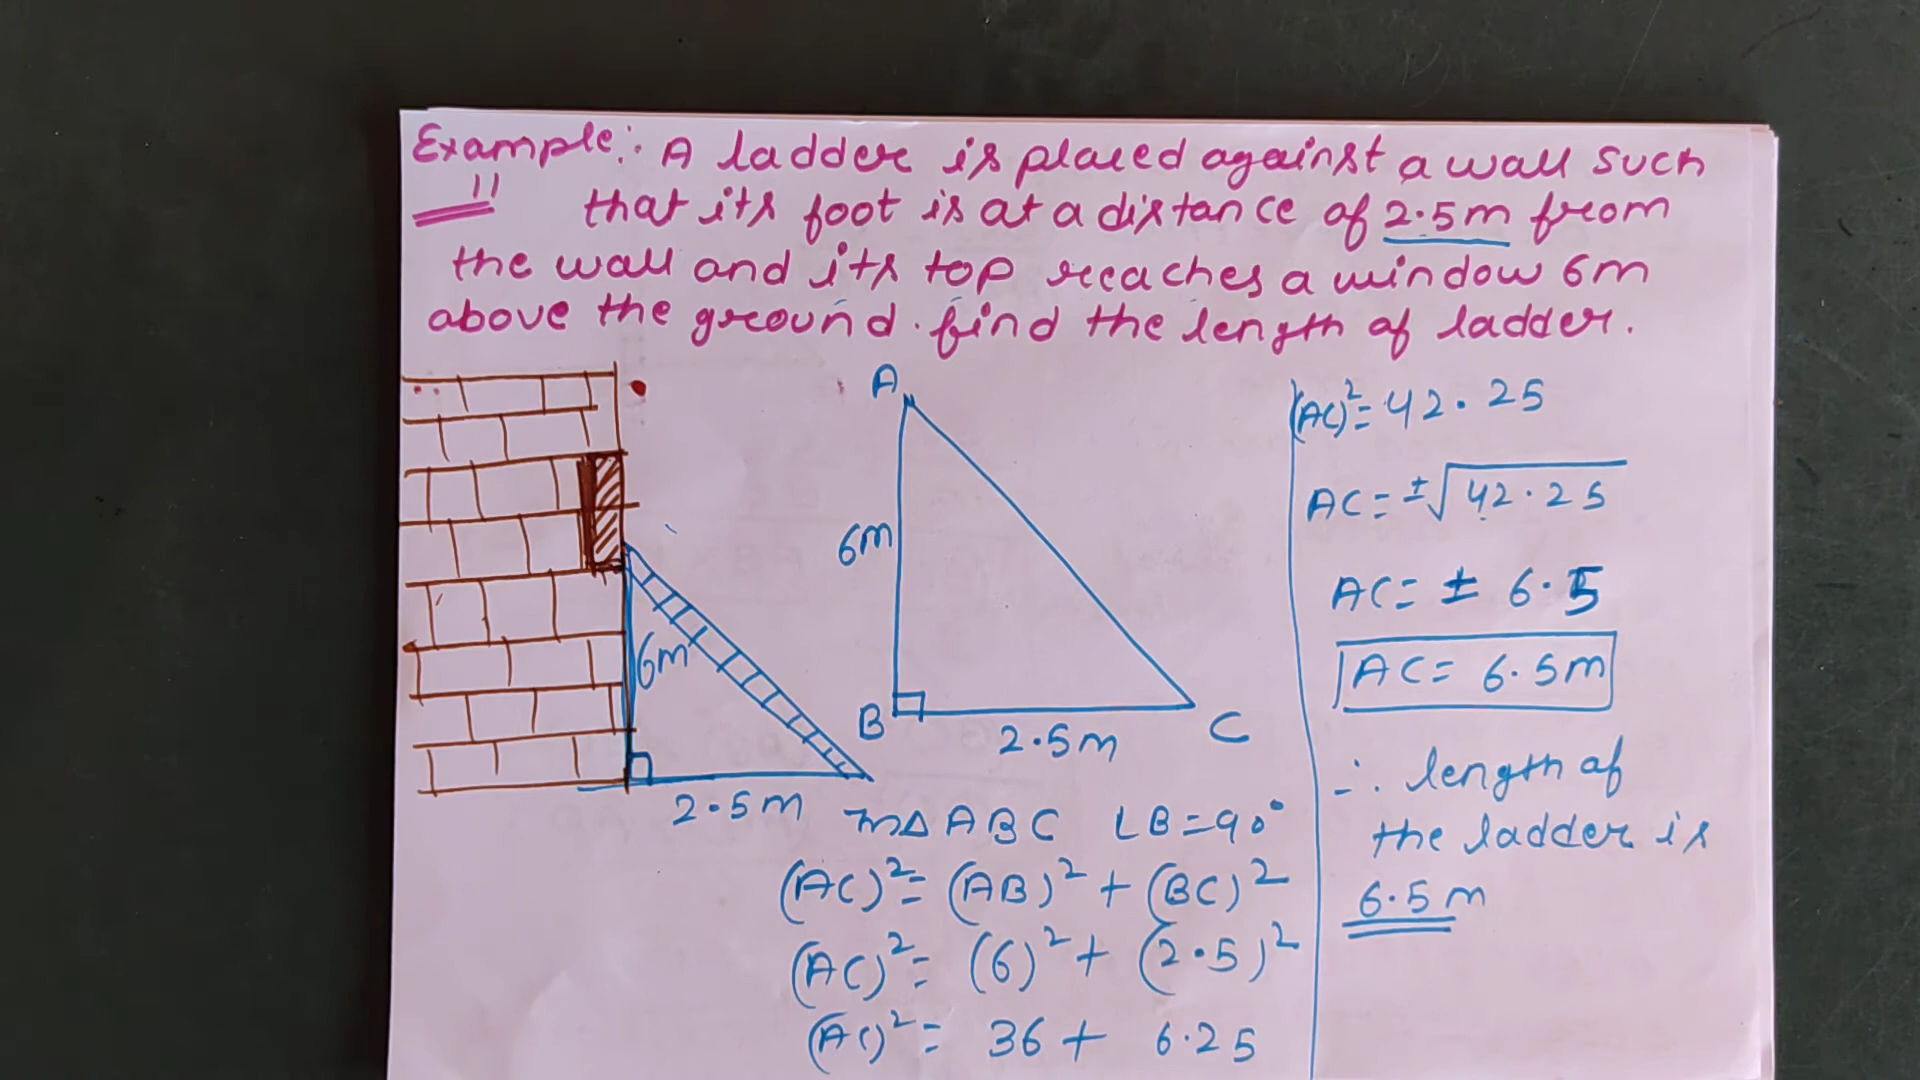 Example:. A ladder is placed against a wall such
11 that its foot is at a distance of 2.5m from
the wall and its top reaches a window 6m
above the ground. find the length of ladder.
6m
2.5m
A
6m
B
2.5m
C
In △ ABC ∠B=90°
(AC)²= (AB)² + (BC)²
(AC)²= (6)² + (2.5)²
(AC)²= 36 + 6.25
(AC)²= 42.25
AC= ±√42.25
AC= ± 6.5
AC= 6.5m
∴ length of
the ladder is
6.5m